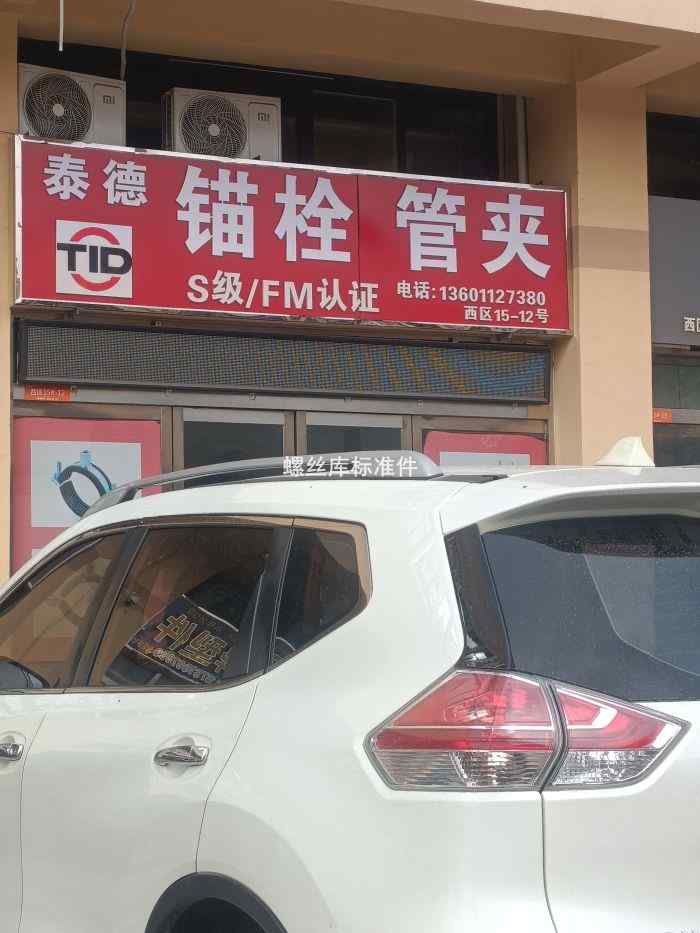 泰德
锚栓 管夹
TID
S级/FM认证
电话:13601127380
西区15-12号
螺丝库标准件